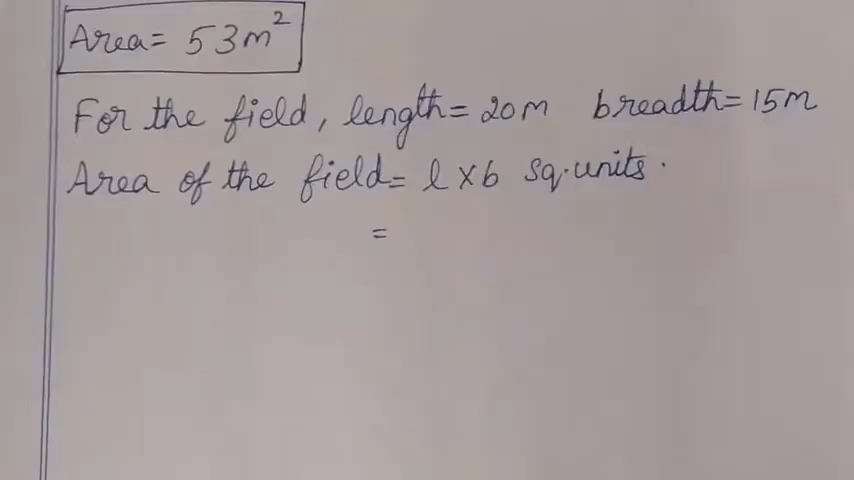 Area = 53m²
For the field, length = 20m breadth = 15m
Area of the field = l × b sq.units.
=